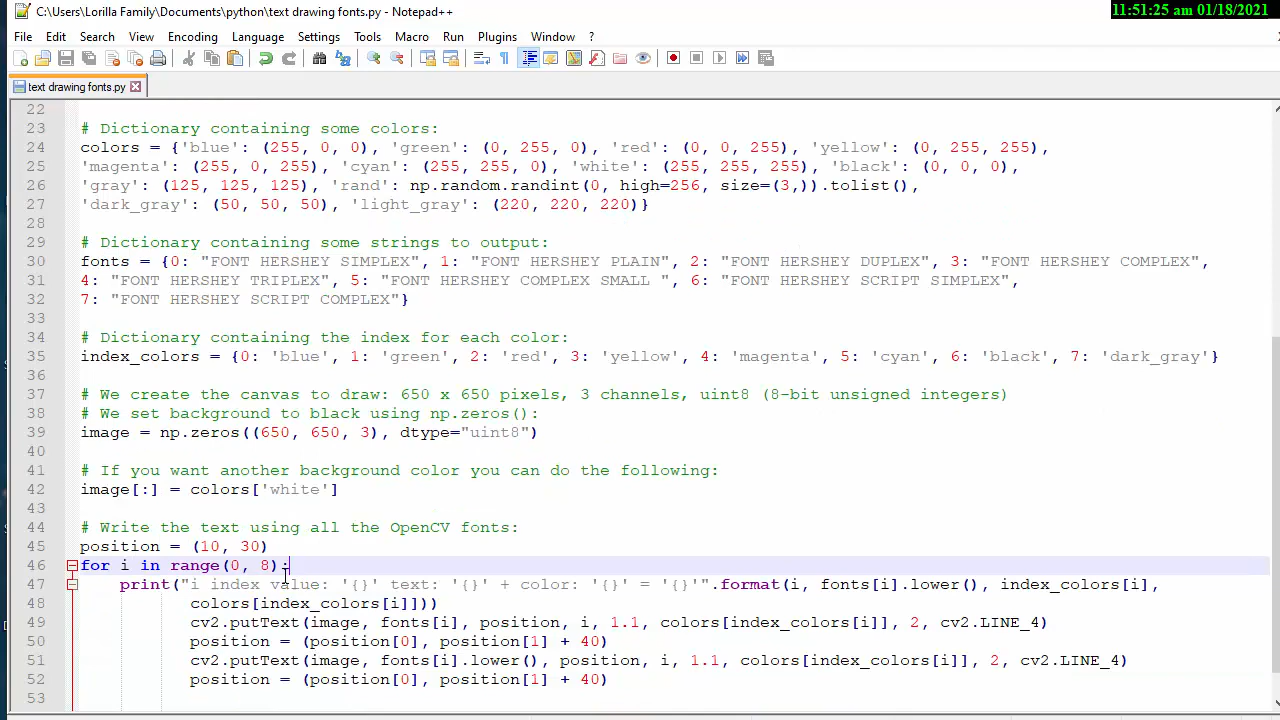 C:\Users\Lorilla Family\Documents\python\text drawing fonts.py - Notepad++
11:51:25 am 01/18/2021
File Edit Search View Encoding Language Settings Tools Macro Run Plugins Window ?
text drawing fonts.py
22
23 # Dictionary containing some colors:
24 colors = {'blue': (255, 0, 0), 'green': (0, 255, 0), 'red': (0, 0, 255), 'yellow': (0, 255, 255),
25 'magenta': (255, 0, 255), 'cyan': (255, 255, 0), 'white': (255, 255, 255), 'black': (0, 0, 0),
26 'gray': (125, 125, 125), 'rand': np.random.randint(0, high=256, size=(3,)).tolist(),
27 'dark_gray': (50, 50, 50), 'light_gray': (220, 220, 220)}
28
29 # Dictionary containing some strings to output:
30 fonts = {0: "FONT HERSHEY SIMPLEX", 1: "FONT HERSHEY PLAIN", 2: "FONT HERSHEY DUPLEX", 3: "FONT HERSHEY COMPLEX",
31 4: "FONT HERSHEY TRIPLEX", 5: "FONT HERSHEY COMPLEX SMALL ", 6: "FONT HERSHEY SCRIPT SIMPLEX",
32 7: "FONT HERSHEY SCRIPT COMPLEX"}
33
34 # Dictionary containing the index for each color:
35 index_colors = {0: 'blue', 1: 'green', 2: 'red', 3: 'yellow', 4: 'magenta', 5: 'cyan', 6: 'black', 7: 'dark_gray'}
36
37 # We create the canvas to draw: 650 x 650 pixels, 3 channels, uint8 (8-bit unsigned integers)
38 # We set background to black using np.zeros():
39 image = np.zeros((650, 650, 3), dtype="uint8")
40
41 # If you want another background color you can do the following:
42 image[:] = colors['white']
43
44 # Write the text using all the OpenCV fonts:
45 position = (10, 30)
46 for i in range(0, 8):
47 print("i index value: '{}' text: '{}' + color: '{}' = '{}'".format(i, fonts[i].lower(), index_colors[i],
48 colors[index_colors[i]]))
49 cv2.putText(image, fonts[i], position, i, 1.1, colors[index_colors[i]], 2, cv2.LINE_4)
50 position = (position[0], position[1] + 40)
51 cv2.putText(image, fonts[i].lower(), position, i, 1.1, colors[index_colors[i]], 2, cv2.LINE_4)
52 position = (position[0], position[1] + 40)
53